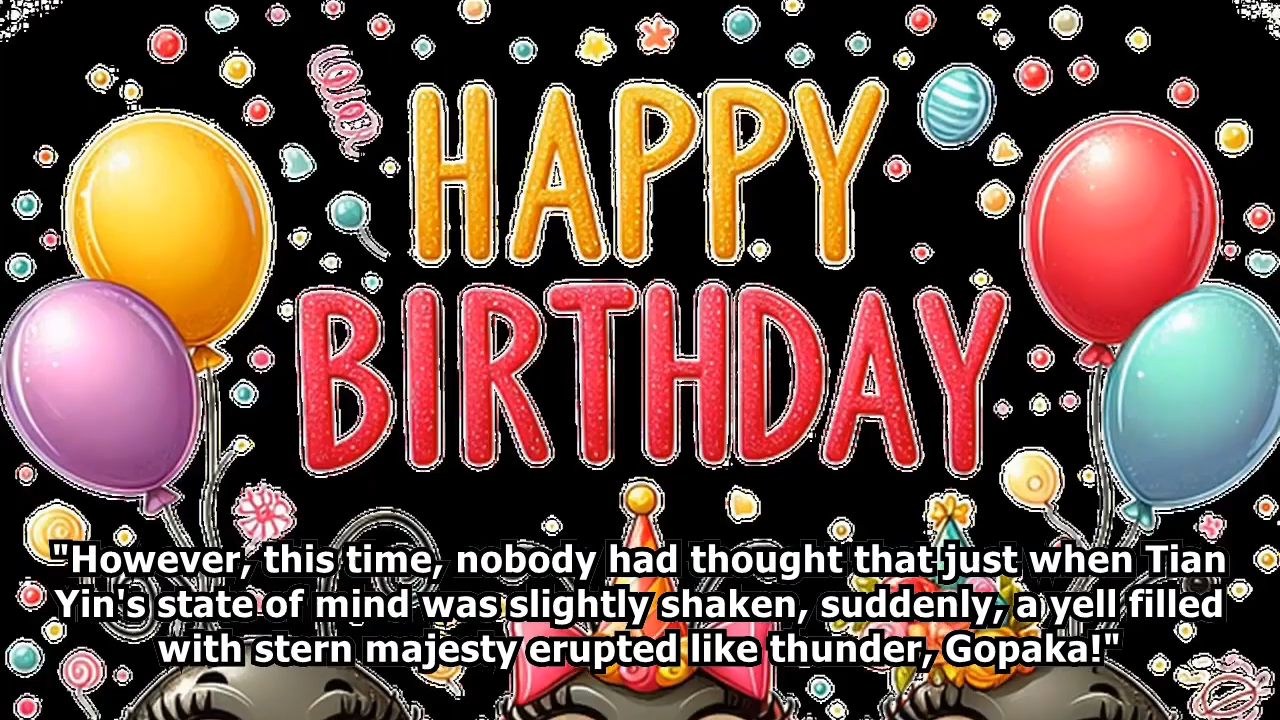 HAPPY
BIRTHDAY
"However, this time, nobody had thought that just when Tian
Yin's state of mind was slightly shaken, suddenly, a yell filled
with stern majesty erupted like thunder, Gopaka!"